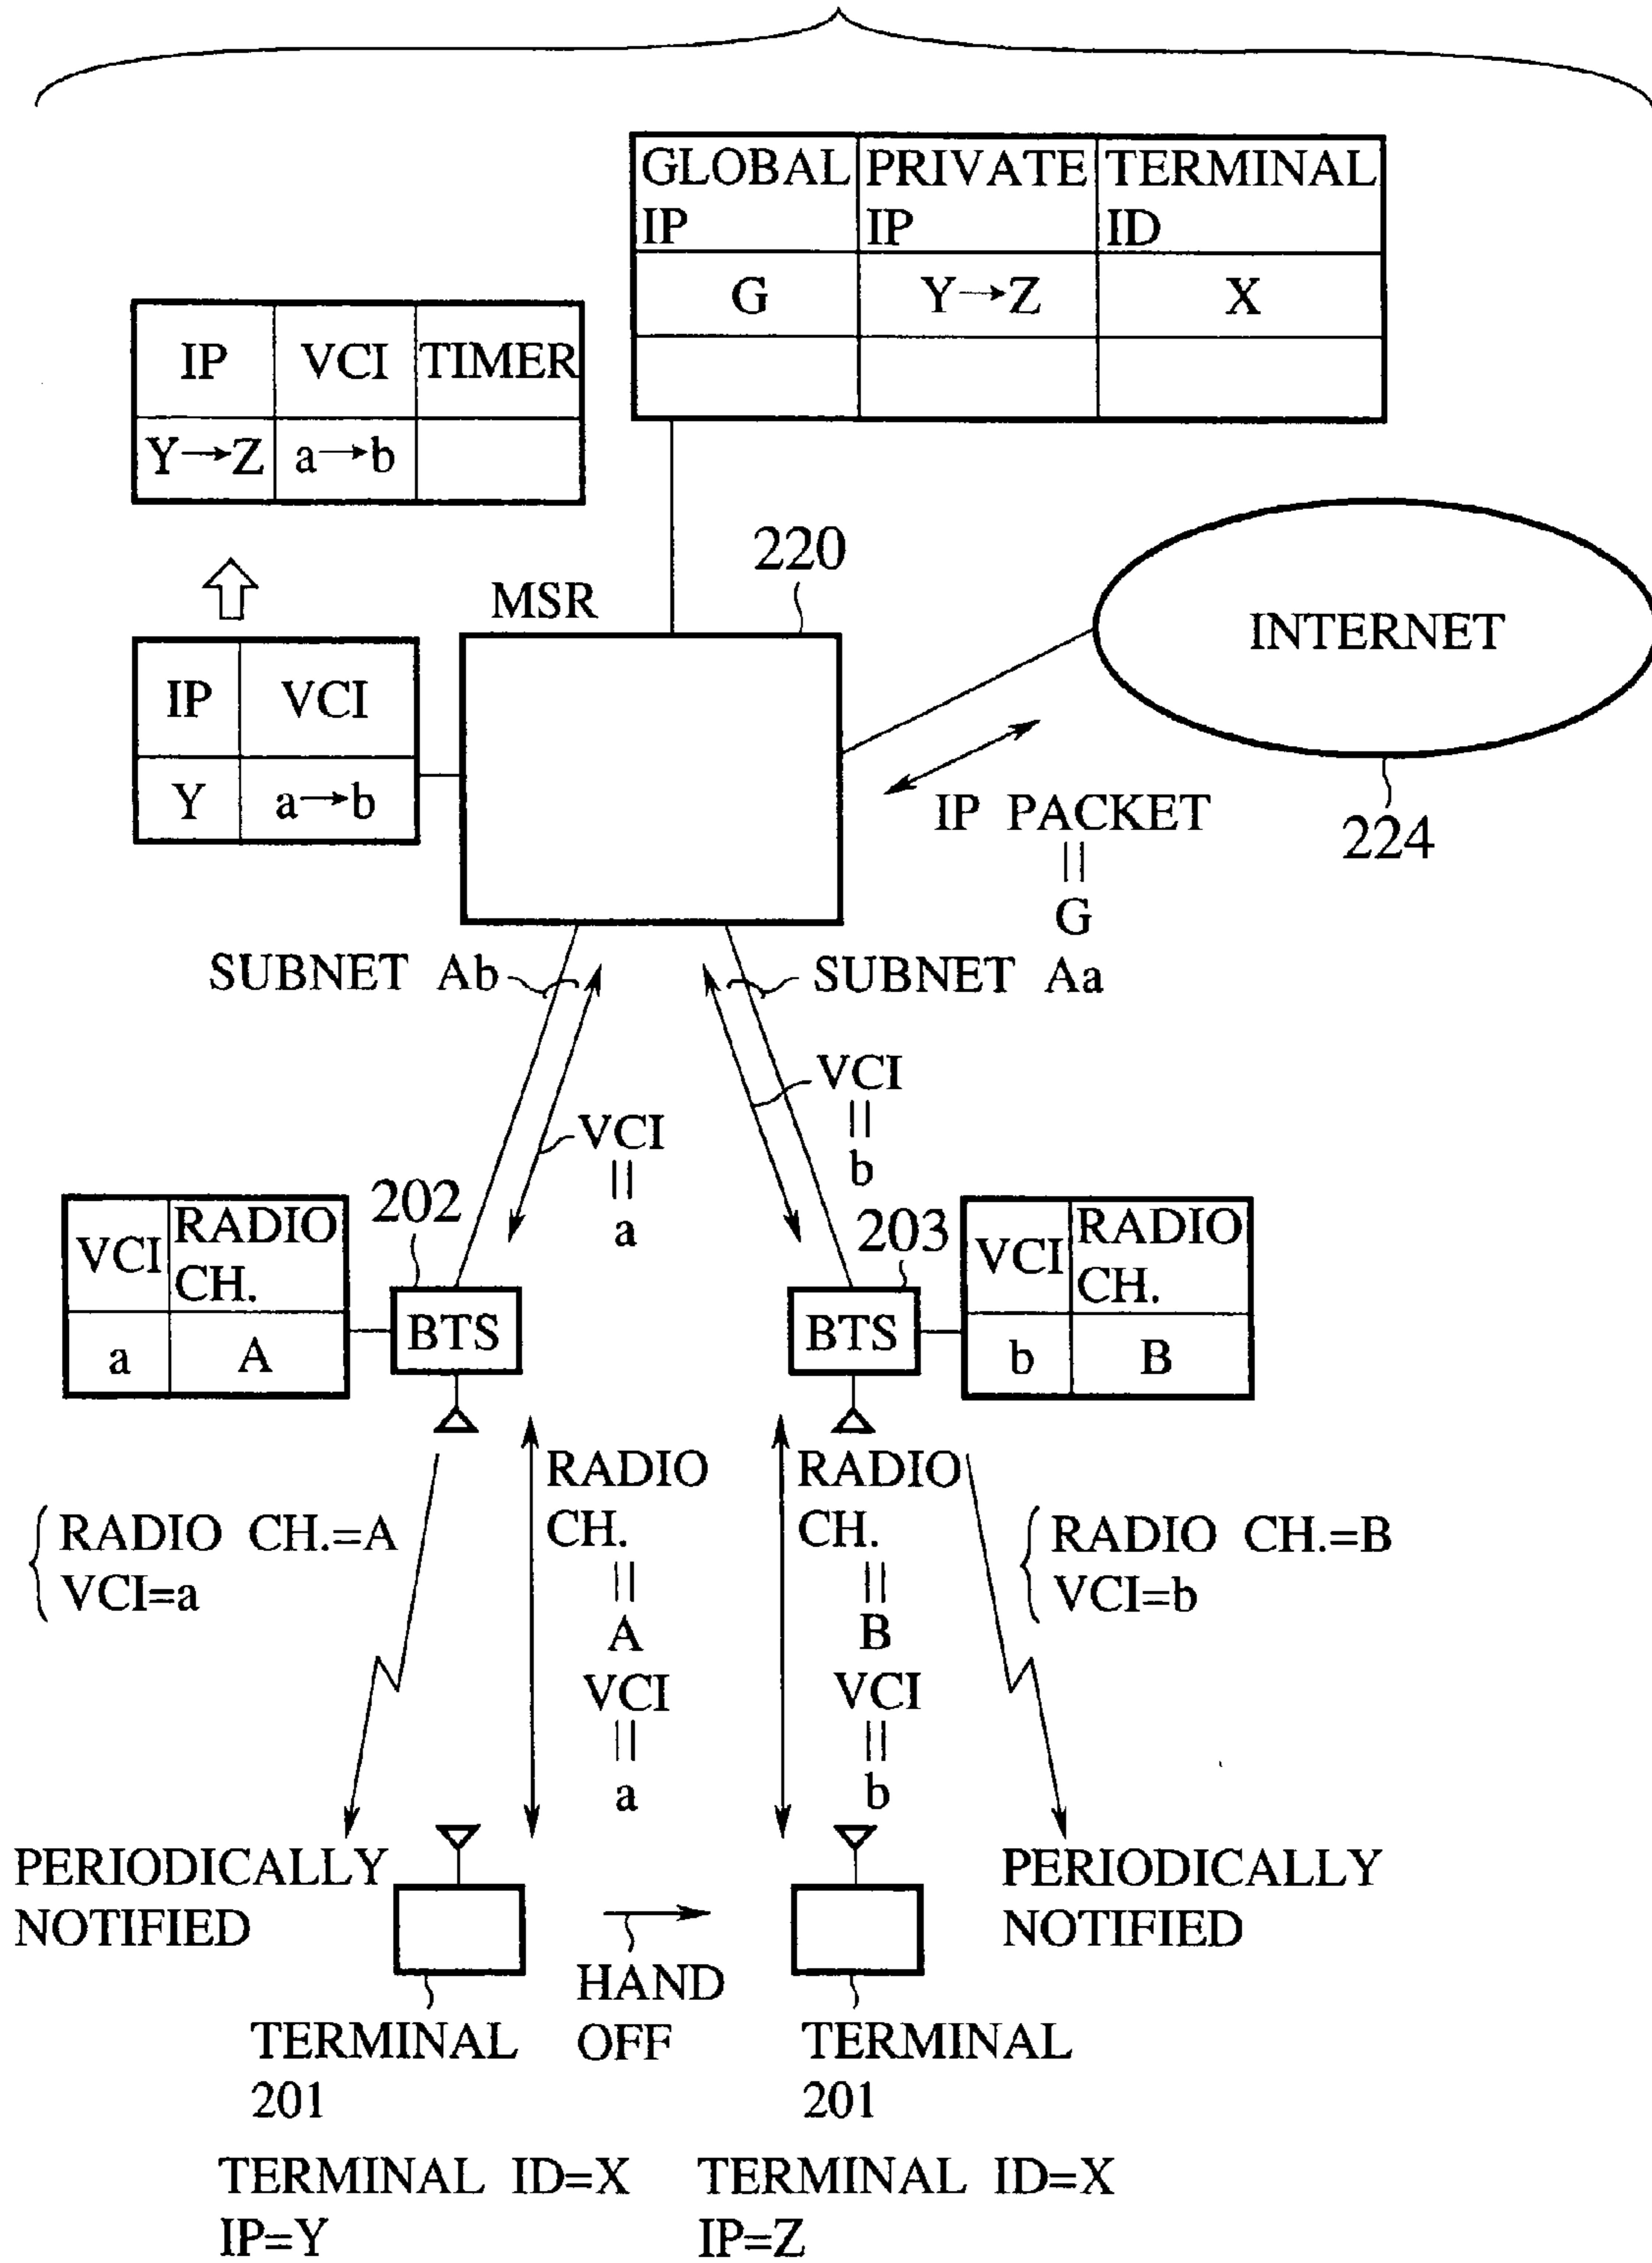 GLOBAL IP
PRIVATE IP
TERMINAL ID
G
Y→Z
X
IP
VCI
TIMER
Y→Z
a→b
220
MSR
INTERNET
IP
VCI
Y
a→b
IP PACKET
||
G
224
SUBNET Ab
SUBNET Aa
VCI
||
a
VCI
||
b
202
203
VCI
RADIO CH.
a
A
BTS
BTS
VCI
RADIO CH.
b
B
RADIO CH.=A
VCI=a
RADIO
CH.
||
A
VCI
||
a
RADIO
CH.
||
B
VCI
||
b
RADIO CH.=B
VCI=b
PERIODICALLY
NOTIFIED
PERIODICALLY
NOTIFIED
HAND
OFF
TERMINAL
201
TERMINAL
201
TERMINAL ID=X
IP=Y
TERMINAL ID=X
IP=Z